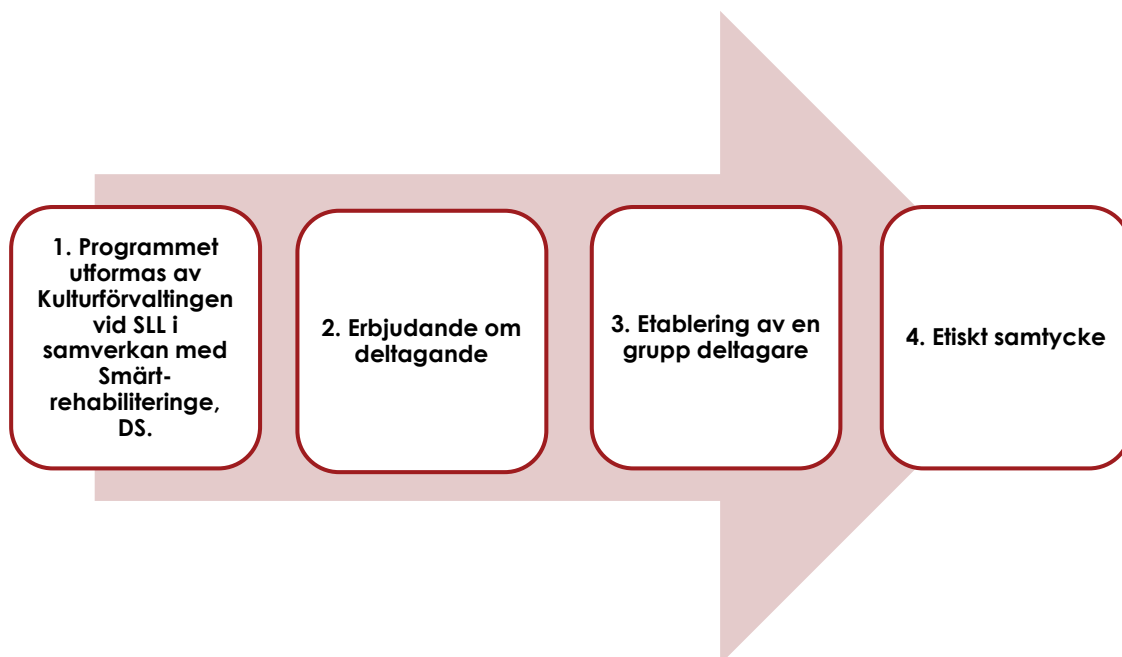 1. Programmet
utformas av
Kulturförvaltingen
vid SLL i
samverkan med
Smärt-
rehabiliteringe,
DS.
2. Erbjudande om
deltagande
3. Etablering av en
grupp deltagare
4. Etiskt samtycke